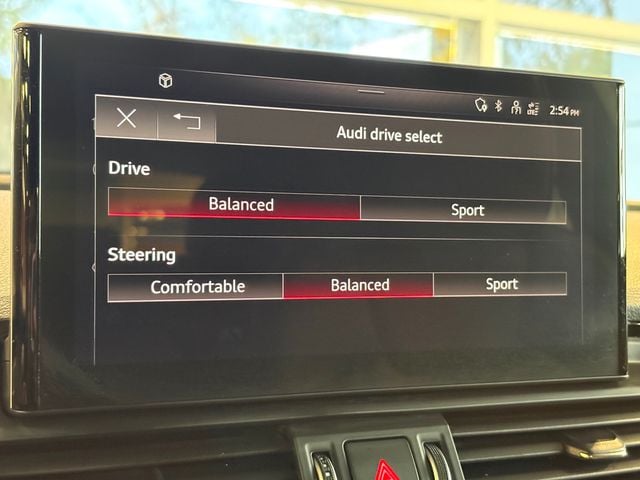 2:54 PM
Audi drive select
Drive
Balanced
Sport
Steering
Comfortable
Balanced
Sport